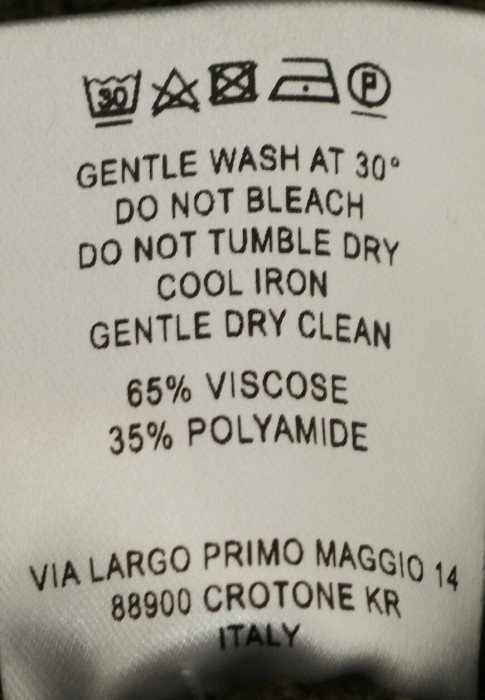 30 P
GENTLE WASH AT 30°
DO NOT BLEACH
DO NOT TUMBLE DRY
COOL IRON
GENTLE DRY CLEAN
65% VISCOSE
35% POLYAMIDE
VIA LARGO PRIMO MAGGIO 14
88900 CROTONE KR
ITALY